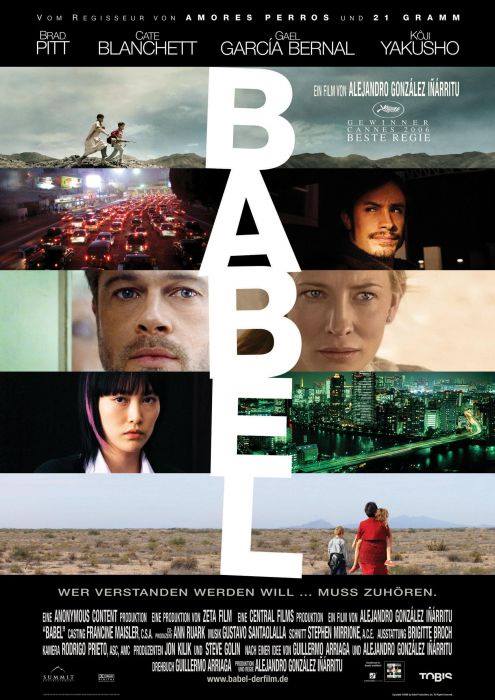 VOM REGISSEUR VON AMORES PERROS UND 21 GRAMM
BRAD PITT
CATE BLANCHETT
GAEL GARCÍA BERNAL
KÔJI YAKUSHO
BABEL
EIN FILM VON ALEJANDRO GONZÁLEZ IÑÁRRITU
GEWINNER
CANNES 2006
BESTE REGIE
WER VERSTANDEN WERDEN WILL ... MUSS ZUHÖREN.
EINE ANONYMOUS CONTENT PRODUKTION EINE PRODUKTION VON ZETA FILM EINE CENTRAL FILMS PRODUKTION EIN FILM VON ALEJANDRO GONZÁLEZ IÑÁRRITU
"BABEL" CASTING FRANCINE MAISLER, C.S.A. ANN RUARK MUSIK GUSTAVO SANTAOLALLA SCHNITT STEPHEN MIRRIONE, A.C.E. AUSSTATTUNG BRIGITTE BROCH
KAMERA RODRIGO PRIETO, ASC, AMC PRODUZENTEN JON KILIK UND STEVE GOLIN NACH EINER IDEE VON GUILLERMO ARRIAGA UND ALEJANDRO GONZÁLEZ IÑÁRRITU
DREHBUCH GUILLERMO ARRIAGA PRODUKTION UND REGIE ALEJANDRO GONZÁLEZ IÑÁRRITU
SUMMIT
www.babel-derfilm.de
TOBIS